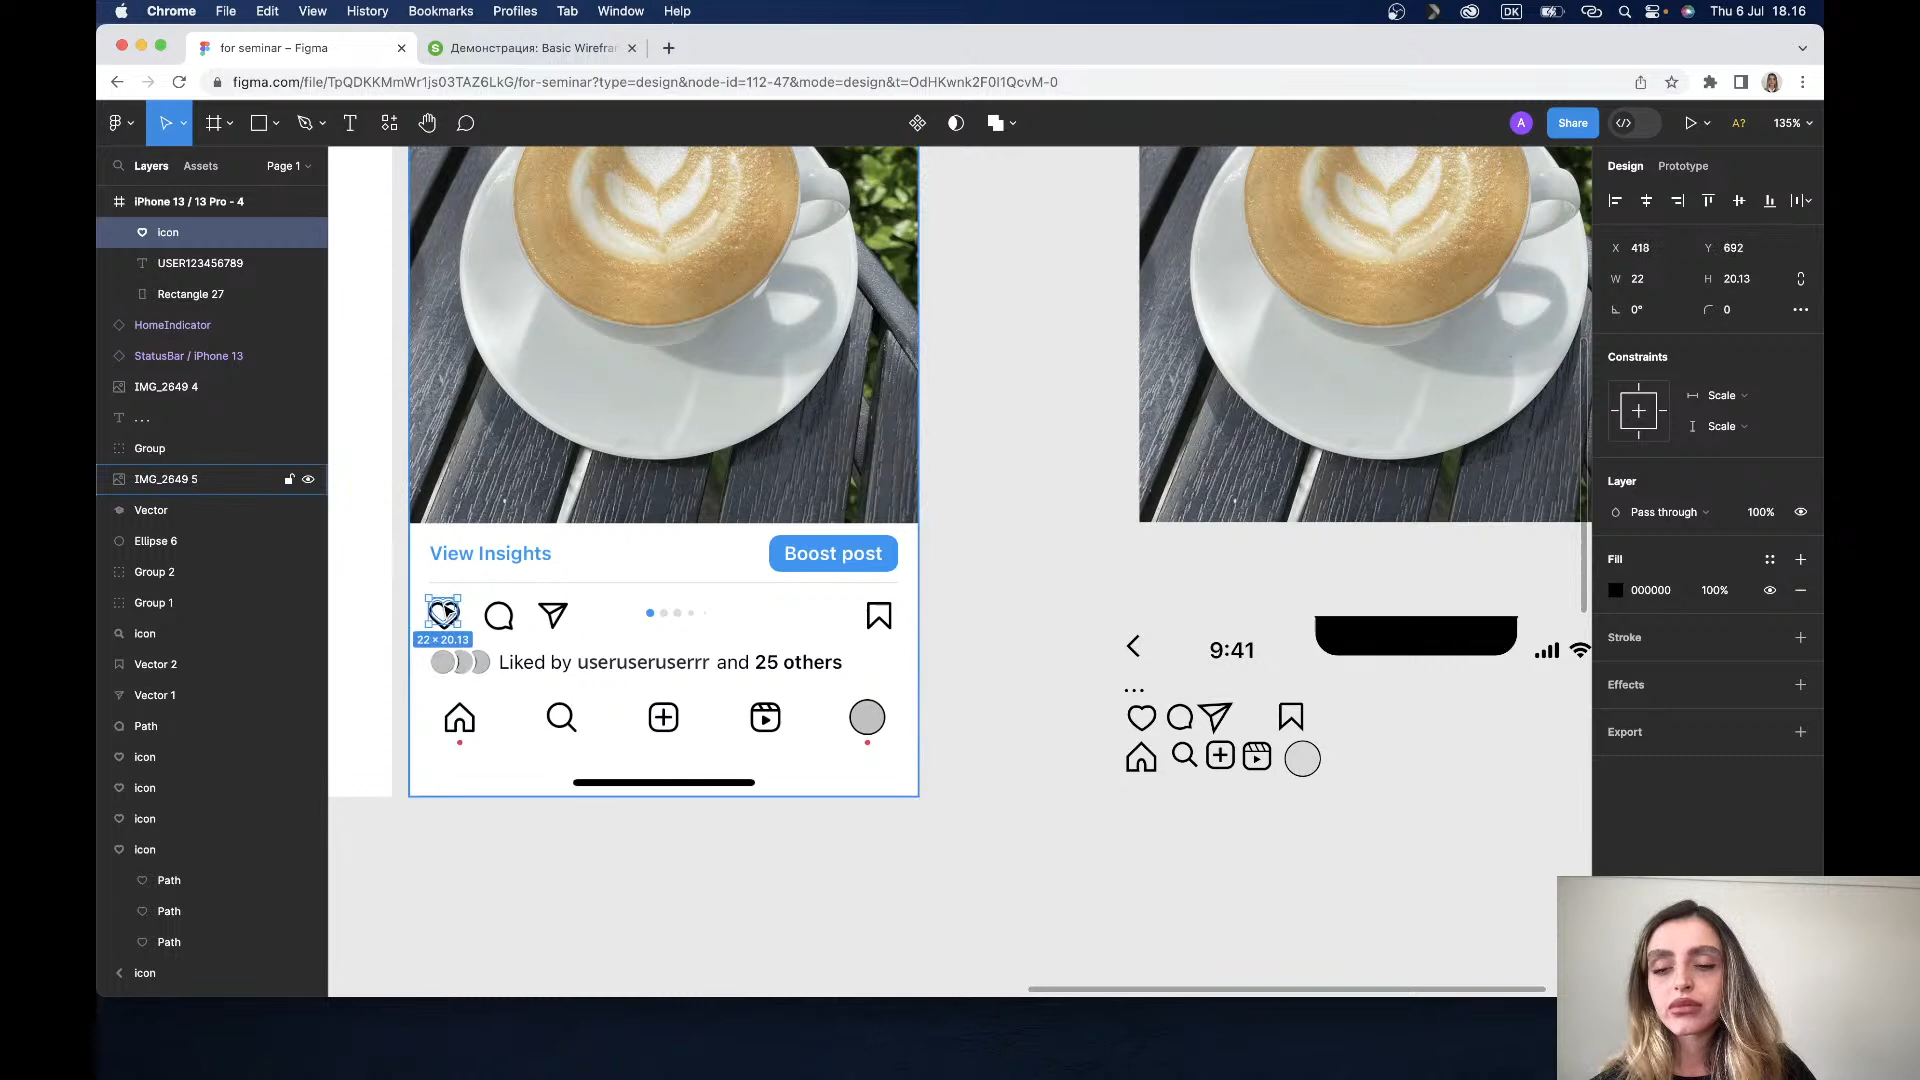 Chrome File Edit View History Bookmarks Profiles Tab Window Help DK Thu 6 Jul 18.16
for seminar – Figma Демонстрация: Basic Wirefra
figma.com/file/TpQDKKMmWr1js03TAZ6LkG/for-seminar?type=design&node-id=112-47&mode=design&t=OdHKwnk2F0I1QcvM-0
A Share A? 135%
Layers Assets Page 1
iPhone 13 / 13 Pro - 4
icon
USER123456789
Rectangle 27
HomeIndicator
StatusBar / iPhone 13
IMG_2649 4
...
Group
IMG_2649 5
Vector
Ellipse 6
Group 2
Group 1
icon
Vector 2
Vector 1
Path
icon
icon
icon
icon
Path
Path
Path
icon
View Insights Boost post
22 × 20.13
Liked by useruseruserrr and 25 others
9:41
...
Design Prototype
X 418 Y 692
W 22 H 20.13
0° 0
Constraints
Scale
Scale
Layer
Pass through 100%
Fill
000000 100%
Stroke
Effects
Export